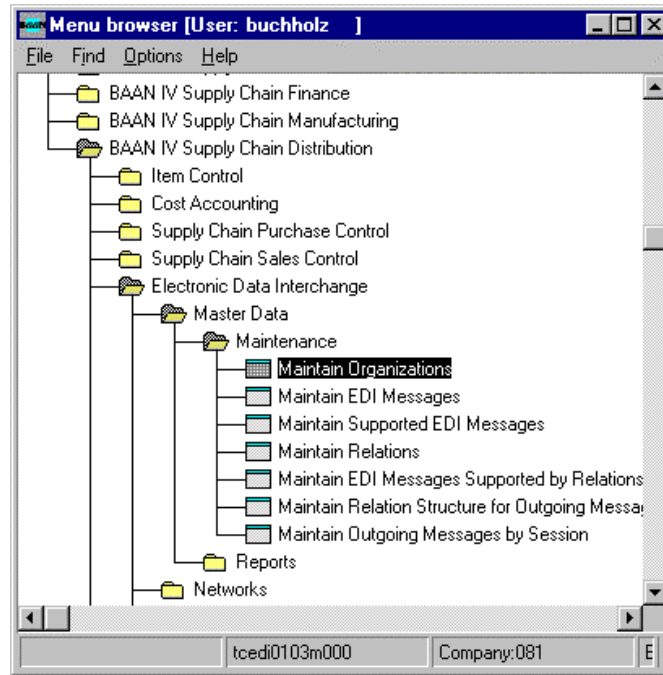 BaaN Menu browser [User: buchholz ]
File Find Options Help
BAAN IV Supply Chain Finance
BAAN IV Supply Chain Manufacturing
BAAN IV Supply Chain Distribution
Item Control
Cost Accounting
Supply Chain Purchase Control
Supply Chain Sales Control
Electronic Data Interchange
Master Data
Maintenance
Maintain Organizations
Maintain EDI Messages
Maintain Supported EDI Messages
Maintain Relations
Maintain EDI Messages Supported by Relations
Maintain Relation Structure for Outgoing Messag
Maintain Outgoing Messages by Session
Reports
Networks
tcedi0103m000 Company:081 E